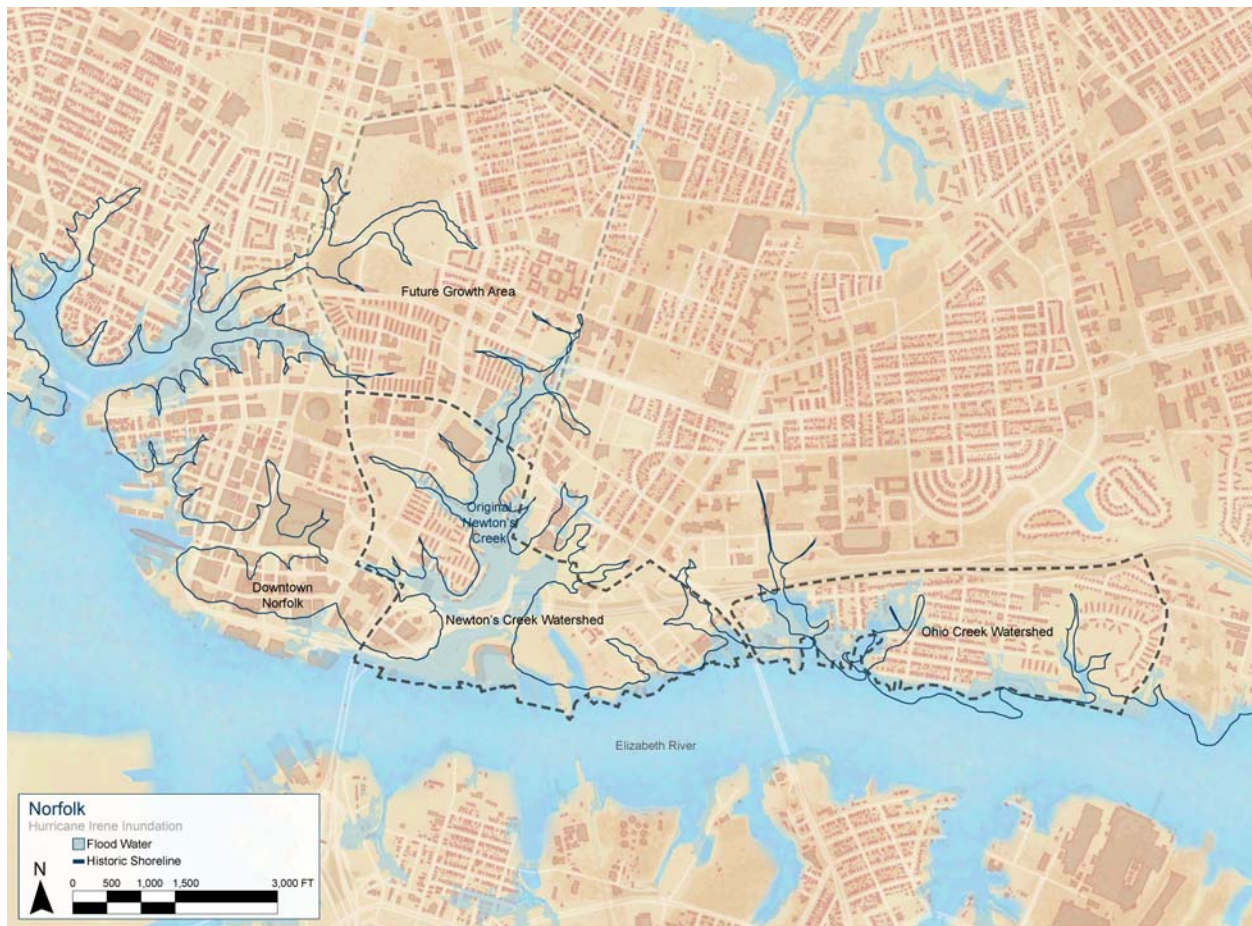 Future Growth Area
Original
Newton's
Creek
Downtown
Norfolk
Newton's Creek Watershed
Ohio Creek Watershed
Elizabeth River
Norfolk
Hurricane Irene Inundation
Flood Water
Historic Shoreline
N
0 500 1,000 1,500 3,000 FT